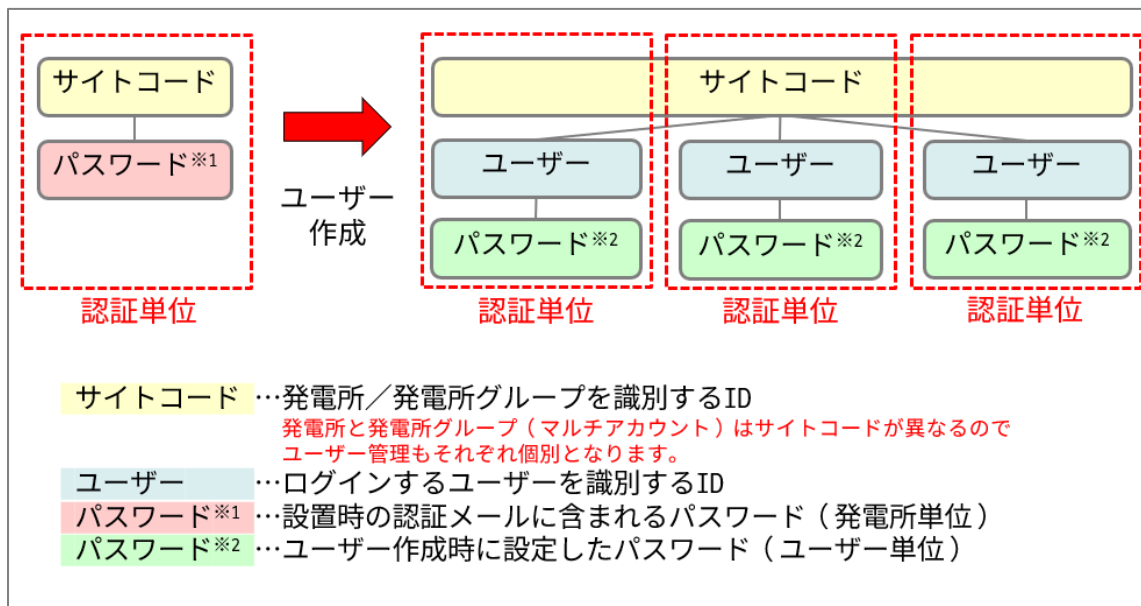 サイトコード
パスワード※1
認証単位
ユーザー
作成
サイトコード
ユーザー
ユーザー
ユーザー
パスワード※2
パスワード※2
パスワード※2
認証単位
認証単位
認証単位
サイトコード…発電所／発電所グループを識別するID
発電所と発電所グループ（マルチアカウント）はサイトコードが異なるので
ユーザー管理もそれぞれ個別となります。
ユーザー…ログインするユーザーを識別するID
パスワード※1…設置時の認証メールに含まれるパスワード（発電所単位）
パスワード※2…ユーザー作成時に設定したパスワード（ユーザー単位）